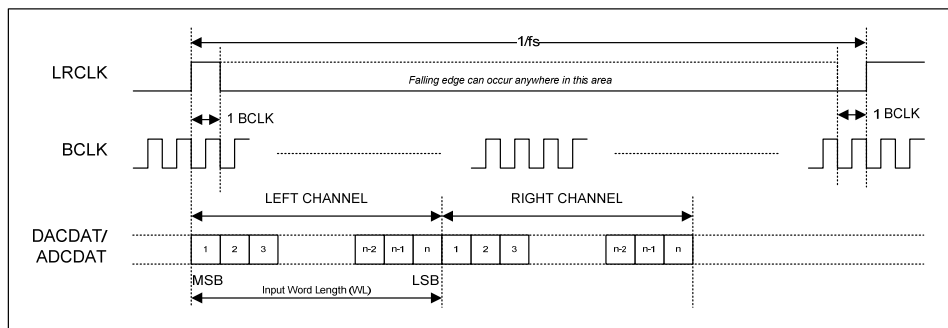 1/fs
LRCLK
Falling edge can occur anywhere in this area
1 BCLK
1 BCLK
BCLK
LEFT CHANNEL
RIGHT CHANNEL
DACDAT/
ADCDAT
1 2 3 n-2 n-1 n 1 2 3 n-2 n-1 n
MSB
LSB
Input Word Length (WL)